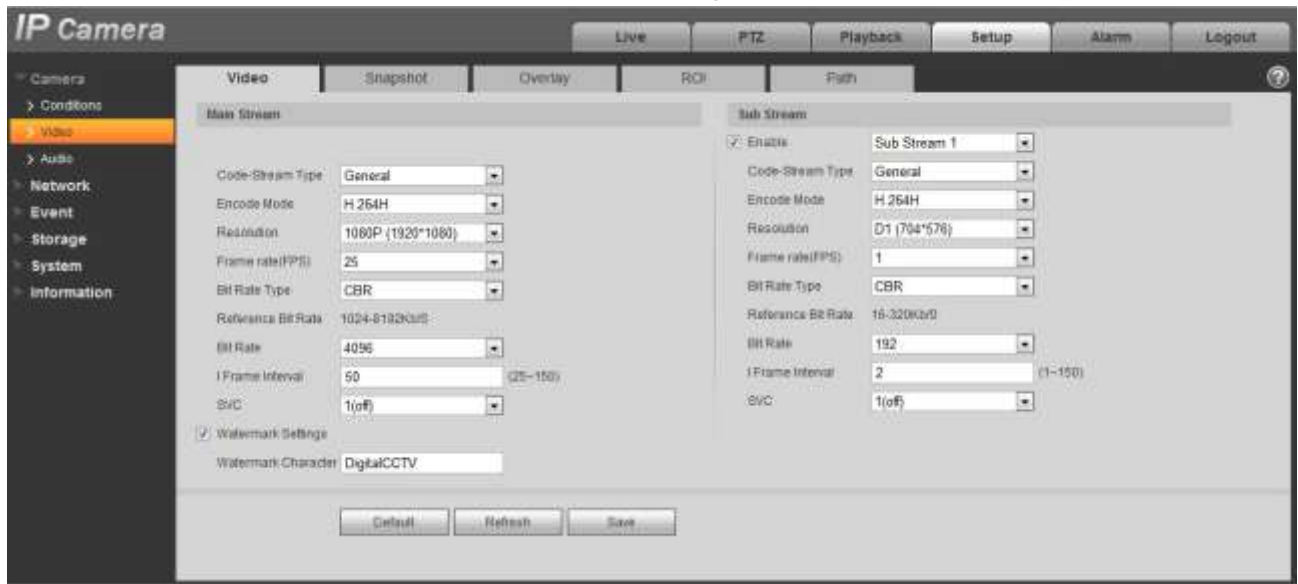 IP Camera
Live PTZ Playback Setup Alarm Logout
Camera
Conditions
Video
Audio
Network
Event
Storage
System
Information
Video Snapshot Overlay ROI Path
Main Stream
Code-Stream Type General
Encode Mode H.264H
Resolution 1080P (1920*1080)
Frame rate(FPS) 25
Bit Rate Type CBR
Reference Bit Rate 1024-8192Kb/S
Bit Rate 4096
I Frame Interval 50 (25~150)
SVC 1(off)
Watermark Settings
Watermark Character DigitalCCTV
Sub Stream
Enable Sub Stream 1
Code-Stream Type General
Encode Mode H.264H
Resolution D1 (704*576)
Frame rate(FPS) 1
Bit Rate Type CBR
Reference Bit Rate 16-320Kb/S
Bit Rate 192
I Frame Interval 2 (1~150)
SVC 1(off)
Default Refresh Save